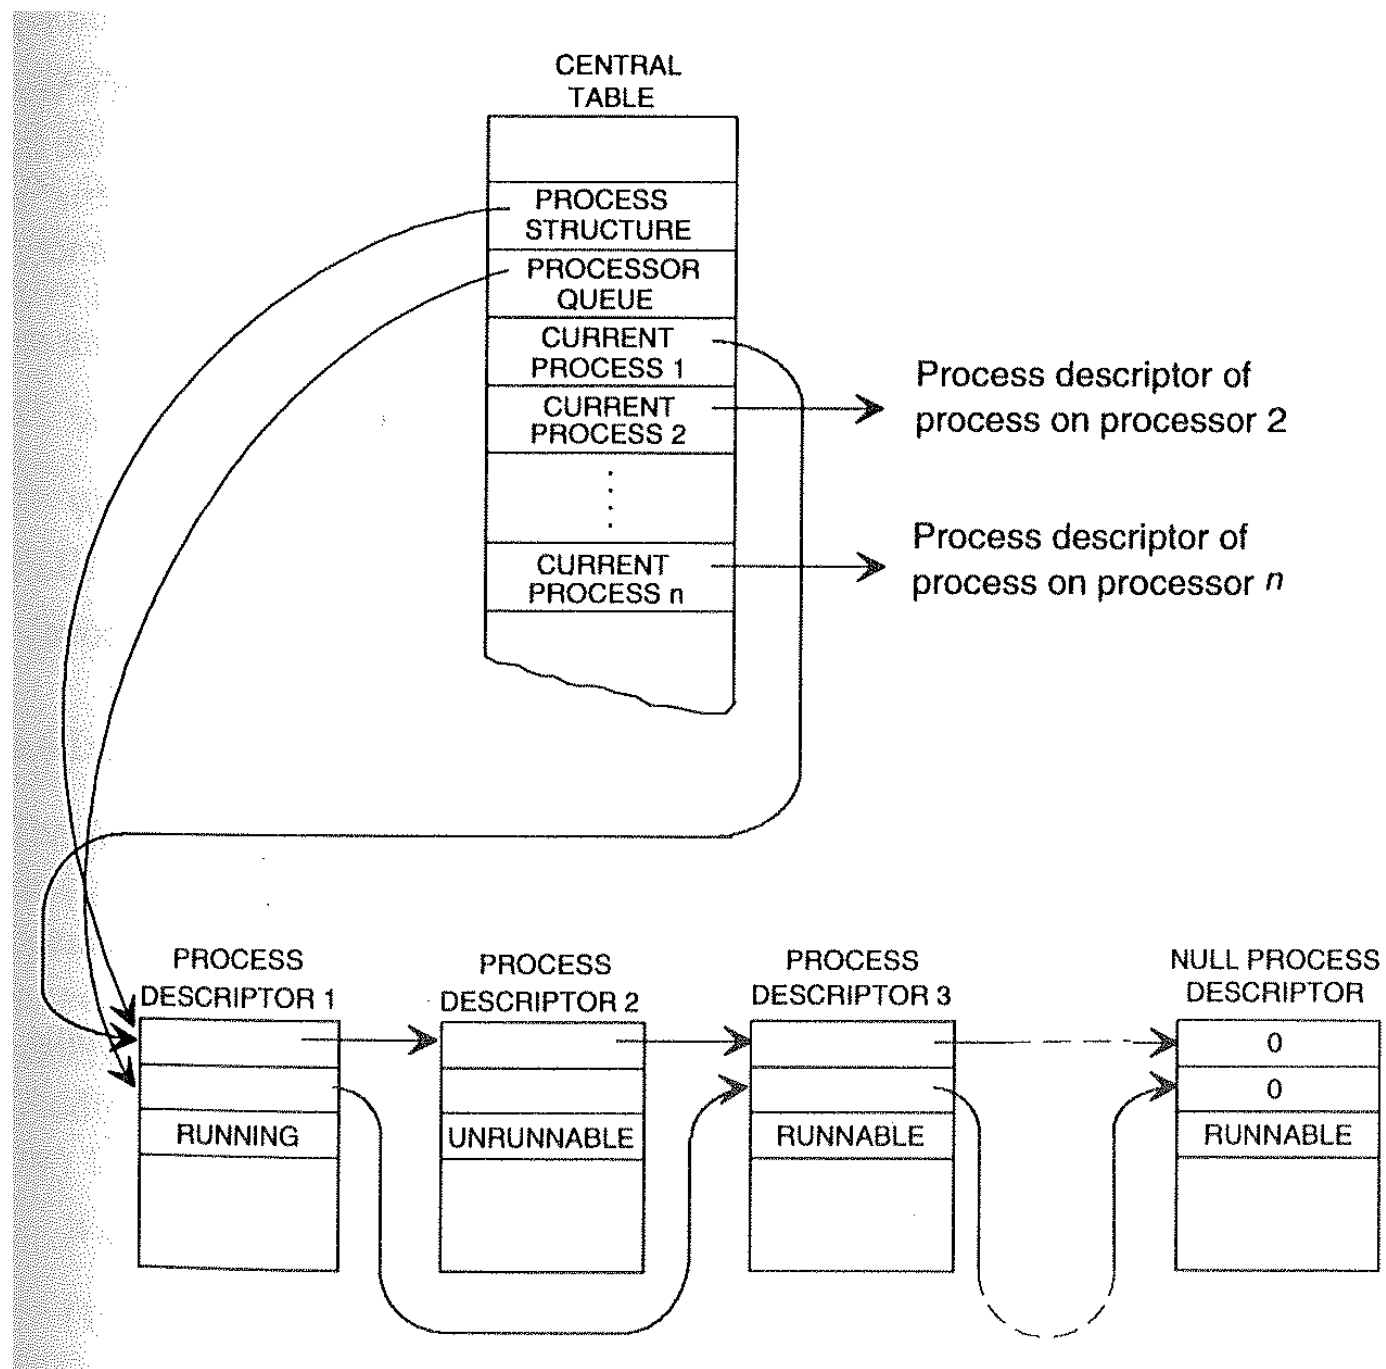 CENTRAL
TABLE
PROCESS
STRUCTURE
PROCESSOR
QUEUE
CURRENT
PROCESS 1
CURRENT
PROCESS 2
CURRENT
PROCESS n
Process descriptor of
process on processor 2
Process descriptor of
process on processor n
PROCESS
DESCRIPTOR 1
RUNNING
PROCESS
DESCRIPTOR 2
UNRUNNABLE
PROCESS
DESCRIPTOR 3
RUNNABLE
NULL PROCESS
DESCRIPTOR
0
0
RUNNABLE